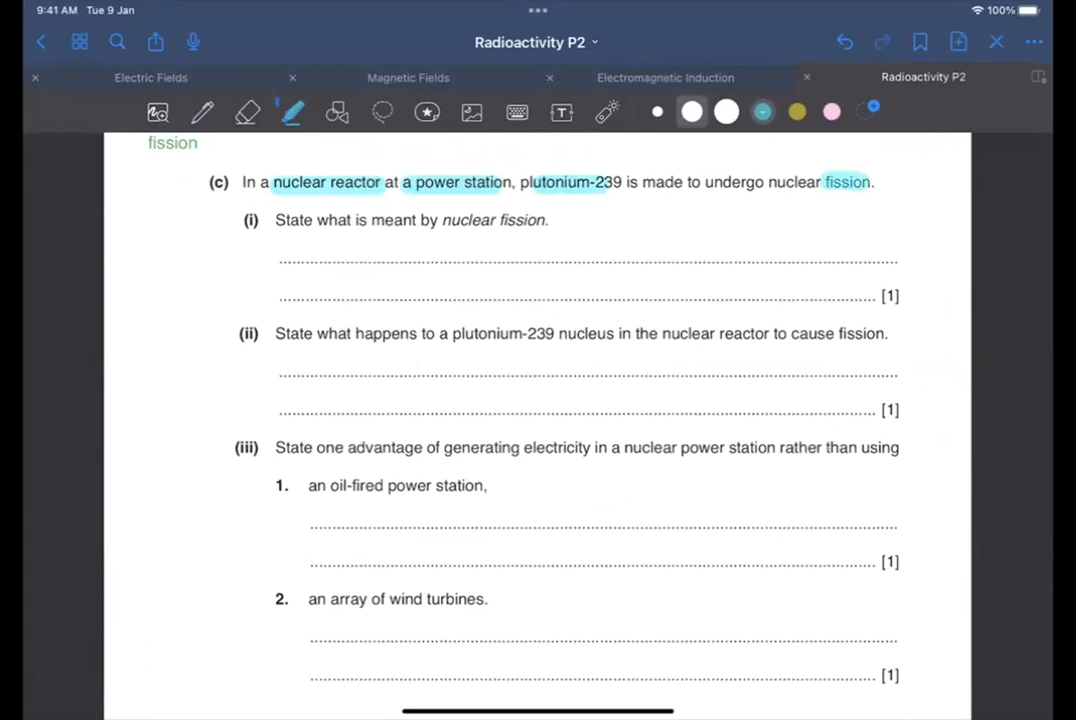 9:41 AM Tue 9 Jan
100%
Radioactivity P2
Electric Fields
Magnetic Fields
Electromagnetic Induction
Radioactivity P2
fission
(c) In a nuclear reactor at a power station, plutonium-239 is made to undergo nuclear fission.
(i) State what is meant by nuclear fission.
[1]
(ii) State what happens to a plutonium-239 nucleus in the nuclear reactor to cause fission.
[1]
(iii) State one advantage of generating electricity in a nuclear power station rather than using
1. an oil-fired power station,
[1]
2. an array of wind turbines.
[1]